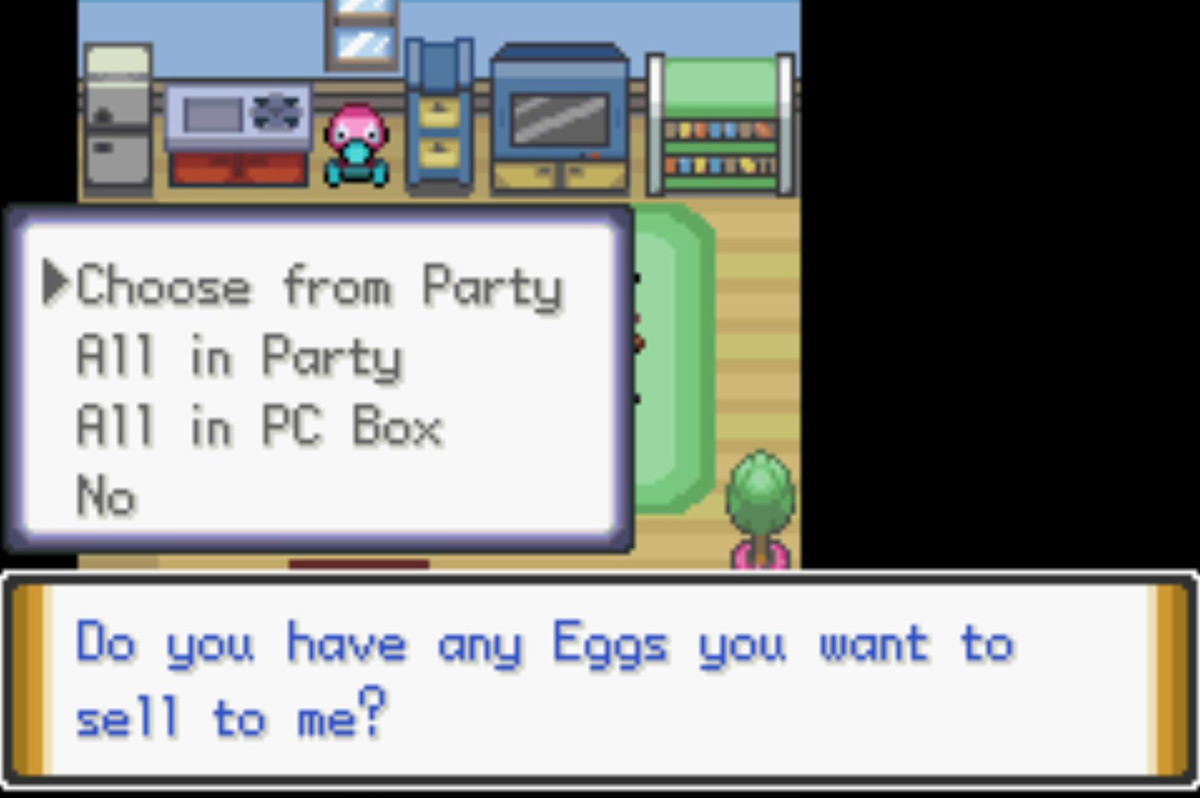 ▶Choose from Party
All in Party
All in PC Box
No
Do you have any Eggs you want to
sell to me?